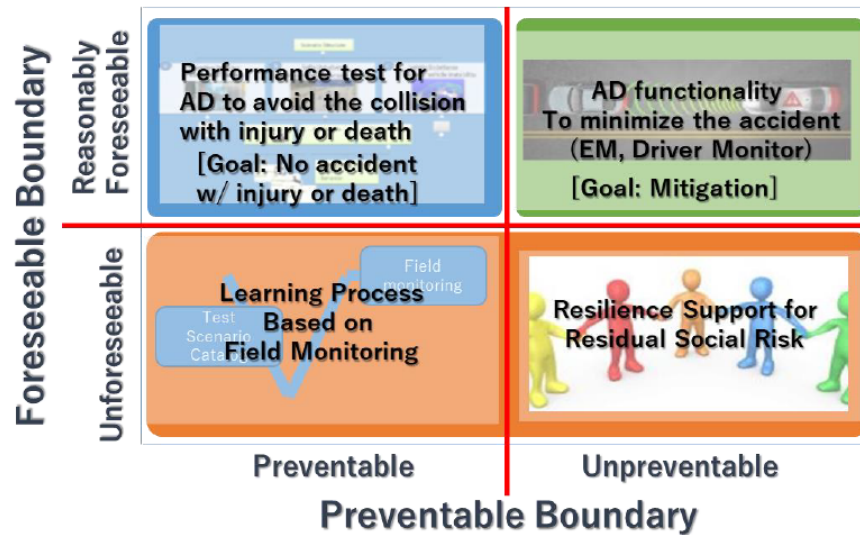 Foreseeable Boundary
Reasonably
Foreseeable
Unforeseeable
Performance test for
AD to avoid the collision
with injury or death
[Goal: No accident
w/ injury or death]
AD functionality
To minimize the accident
(EM, Driver Monitor)
[Goal: Mitigation]
Field
monitoring
Test
Scenario
Catalog
Learning Process
Based on
Field Monitoring
Resilience Support for
Residual Social Risk
Preventable
Unpreventable
Preventable Boundary